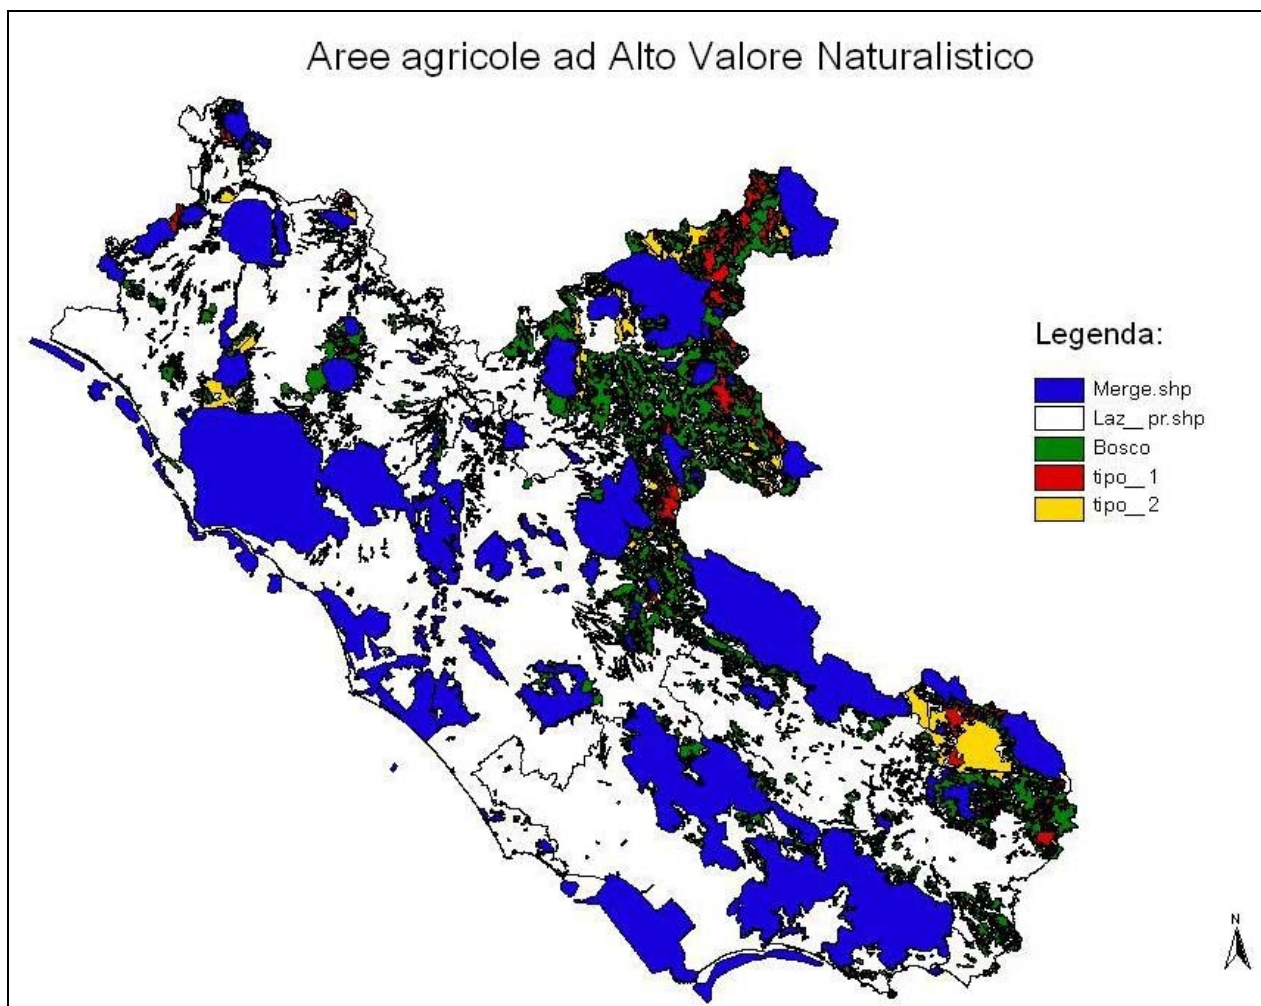 Aree agricole ad Alto Valore Naturalistico
Legenda:
Merge.shp
Laz__pr.shp
Bosco
tipo__1
tipo__2
N